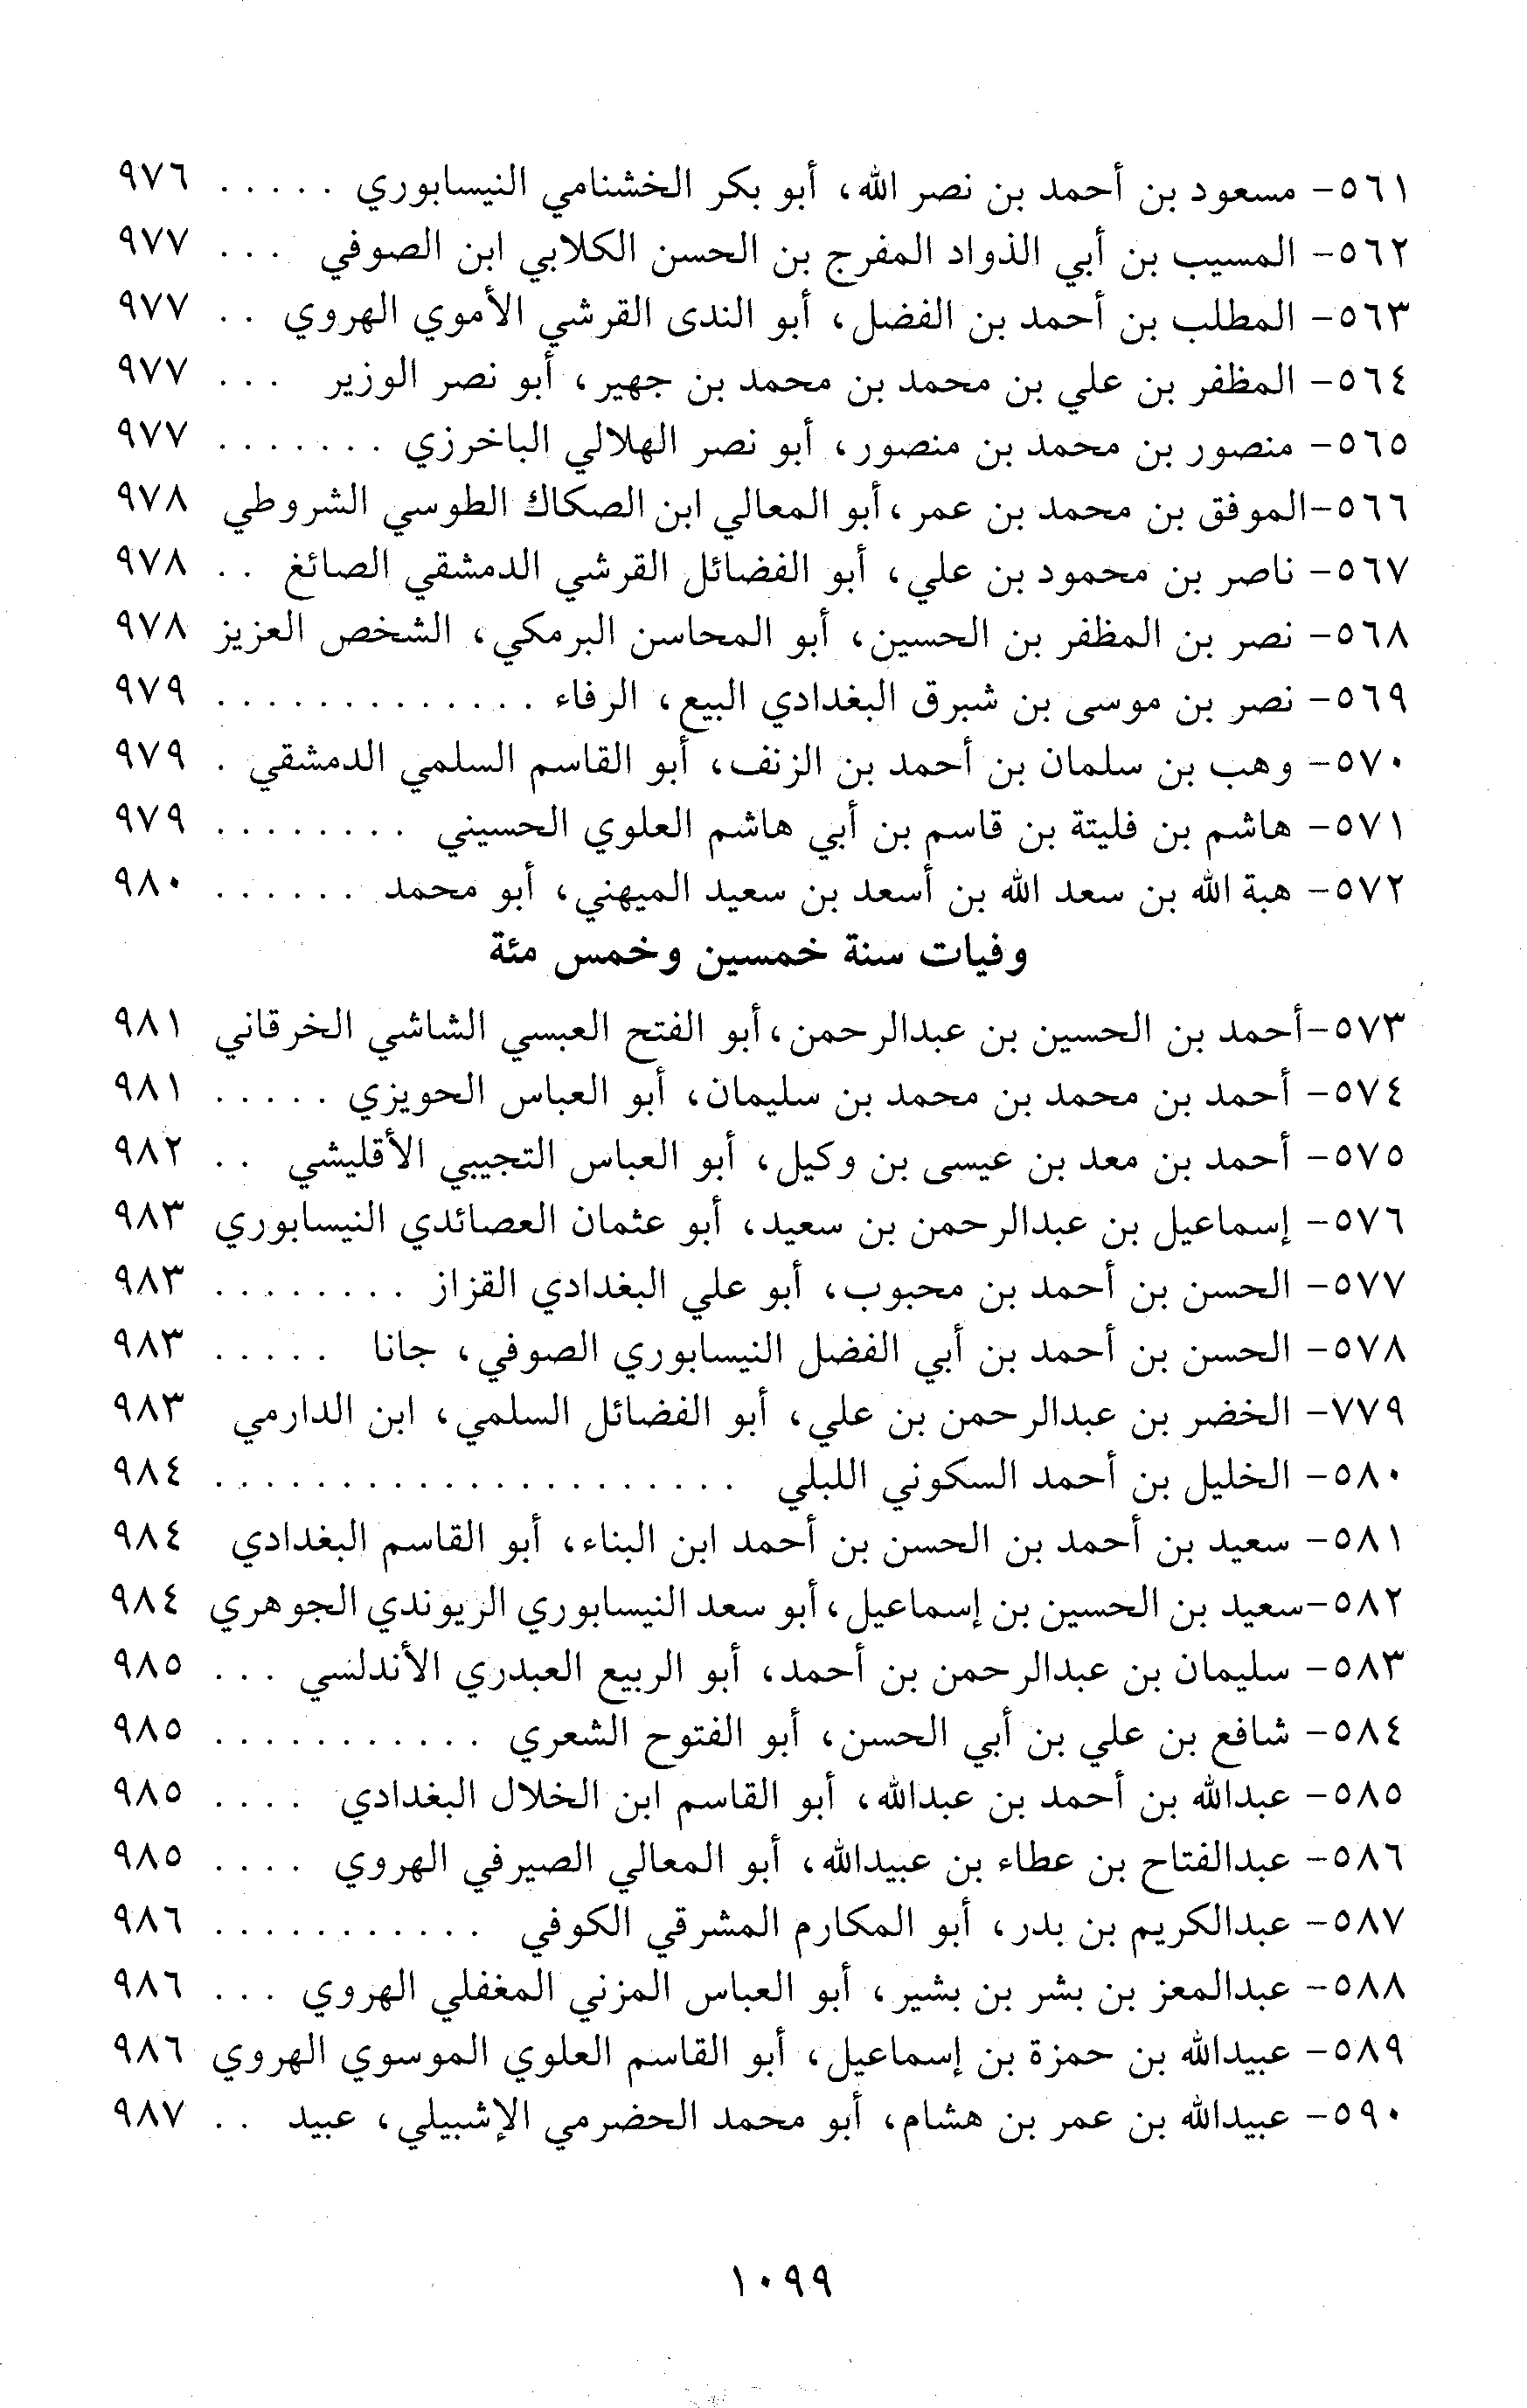 ٥٦١- مسعود بن أحمد بن نصر الله، أبو بكر الخشنامي النيسابوري . . . . . ٩٧٦
٥٦٢- المسيب بن أبي الذواد المفرج بن الحسن الكلابي ابن الصوفي . . . ٩٧٧
٥٦٣- المطلب بن أحمد بن الفضل، أبو الندى القرشي الأموي الهروي . . ٩٧٧
٥٦٤- المظفر بن علي بن محمد بن محمد بن جهير، أبو نصر الوزير . . . ٩٧٧
٥٦٥- منصور بن محمد بن منصور، أبو نصر الهلالي الباخرزي . . . . . . . ٩٧٧
٥٦٦-الموفق بن محمد بن عمر،أبو المعالي ابن الصكاك الطوسي الشروطي ٩٧٨
٥٦٧- ناصر بن محمود بن علي، أبو الفضائل القرشي الدمشقي الصائغ . . ٩٧٨
٥٦٨- نصر بن المظفر بن الحسين، أبو المحاسن البرمكي، الشخص العزيز ٩٧٨
٥٦٩- نصر بن موسى بن شبرق البغدادي البيع، الرفاء . . . . . . . . . . . . . ٩٧٩
٥٧٠- وهب بن سلمان بن أحمد بن الزنف، أبو القاسم السلمي الدمشقي . ٩٧٩
٥٧١- هاشم بن فليتة بن قاسم بن أبي هاشم العلوي الحسيني . . . . . . . . ٩٧٩
٥٧٢- هبة الله بن سعد الله بن أسعد بن سعيد الميهني، أبو محمد . . . . . . ٩٨٠
وفيات سنة خمسين وخمس مئة
٥٧٣-أحمد بن الحسين بن عبدالرحمن،أبو الفتح العبسي الشاشي الخرقاني ٩٨١
٥٧٤- أحمد بن محمد بن محمد بن سليمان، أبو العباس الحويزي . . . . . ٩٨١
٥٧٥- أحمد بن معد بن عيسى بن وكيل، أبو العباس التجيبي الأقليشي . . ٩٨٢
٥٧٦- إسماعيل بن عبدالرحمن بن سعيد، أبو عثمان العصائدي النيسابوري ٩٨٣
٥٧٧- الحسن بن أحمد بن محبوب، أبو علي البغدادي القزاز . . . . . . . . ٩٨٣
٥٧٨- الحسن بن أحمد بن أبي الفضل النيسابوري الصوفي، جانا . . . . . ٩٨٣
٧٧٩- الخضر بن عبدالرحمن بن علي، أبو الفضائل السلمي، ابن الدارمي ٩٨٣
٥٨٠- الخليل بن أحمد السكوني اللبلي . . . . . . . . . . . . . . . . . . . . . ٩٨٤
٥٨١- سعيد بن أحمد بن الحسن بن أحمد ابن البناء، أبو القاسم البغدادي ٩٨٤
٥٨٢-سعيد بن الحسين بن إسماعيل،أبو سعد النيسابوري الريوندي الجوهري ٩٨٤
٥٨٣- سليمان بن عبدالرحمن بن أحمد، أبو الربيع العبدري الأندلسي . . . ٩٨٥
٥٨٤- شافع بن علي بن أبي الحسن، أبو الفتوح الشعري . . . . . . . . . . . ٩٨٥
٥٨٥- عبدالله بن أحمد بن عبدالله، أبو القاسم ابن الخلال البغدادي . . . . ٩٨٥
٥٨٦- عبدالفتاح بن عطاء بن عبيدالله، أبو المعالي الصيرفي الهروي . . . . ٩٨٥
٥٨٧- عبدالكريم بن بدر، أبو المكارم المشرقي الكوفي . . . . . . . . . . . ٩٨٦
٥٨٨- عبدالمعز بن بشر بن بشير، أبو العباس المزني المغفلي الهروي . . . ٩٨٦
٥٨٩- عبيدالله بن حمزة بن إسماعيل، أبو القاسم العلوي الموسوي الهروي ٩٨٦
٥٩٠- عبيدالله بن عمر بن هشام، أبو محمد الحضرمي الإشبيلي، عبيد . . ٩٨٧
١٠٩٩